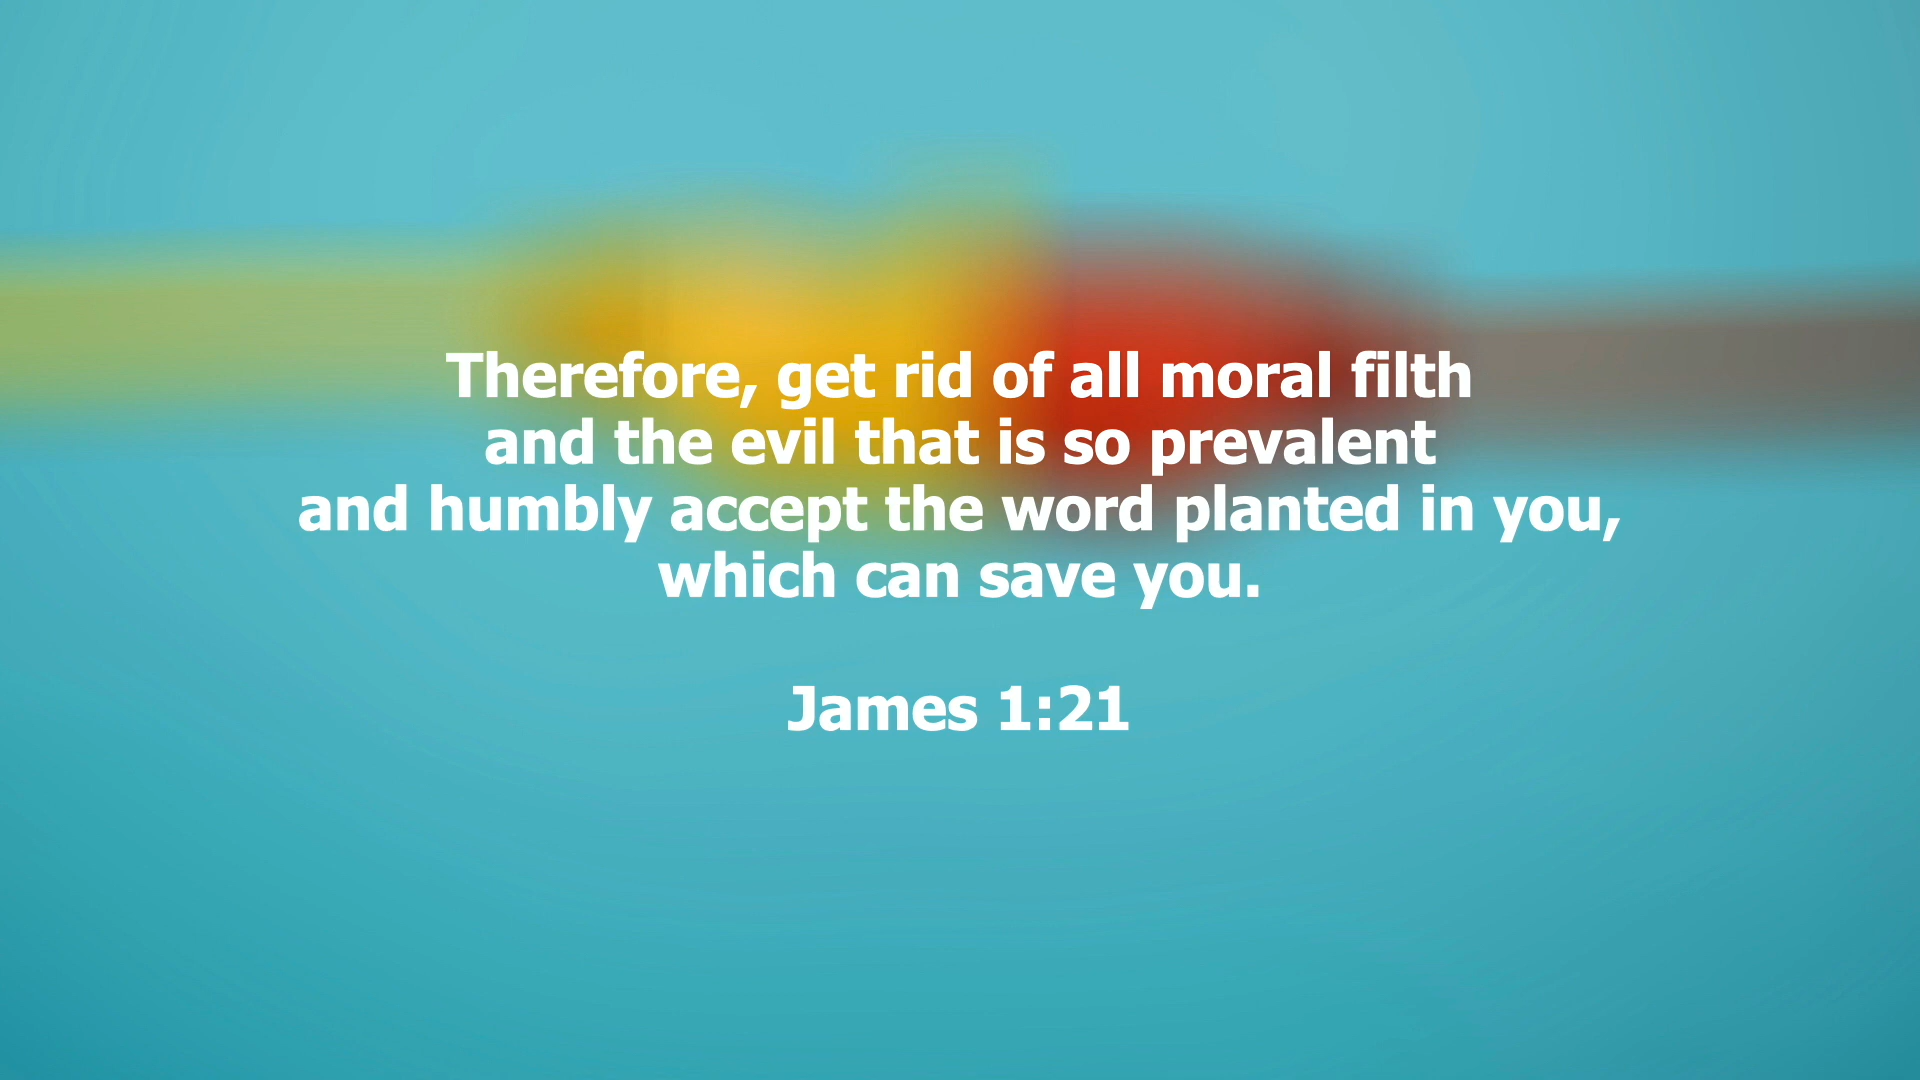 Therefore, get rid of all moral filth
and the evil that is so prevalent
and humbly accept the word planted in you,
which can save you.
James 1:21